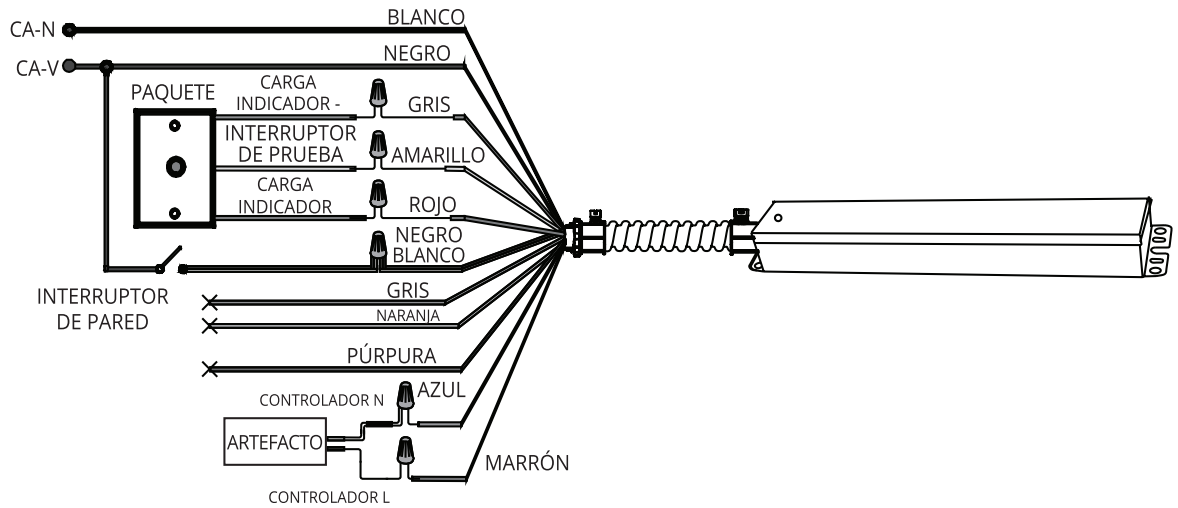 BLANCO
CA-N
NEGRO
CA-V
PAQUETE
CARGA
INDICADOR -
GRIS
INTERRUPTOR
DE PRUEBA
AMARILLO
CARGA
INDICADOR
ROJO
NEGRO
BLANCO
INTERRUPTOR
DE PARED
GRIS
NARANJA
PÚRPURA
AZUL
CONTROLADOR N
ARTEFACTO
MARRÓN
CONTROLADOR L